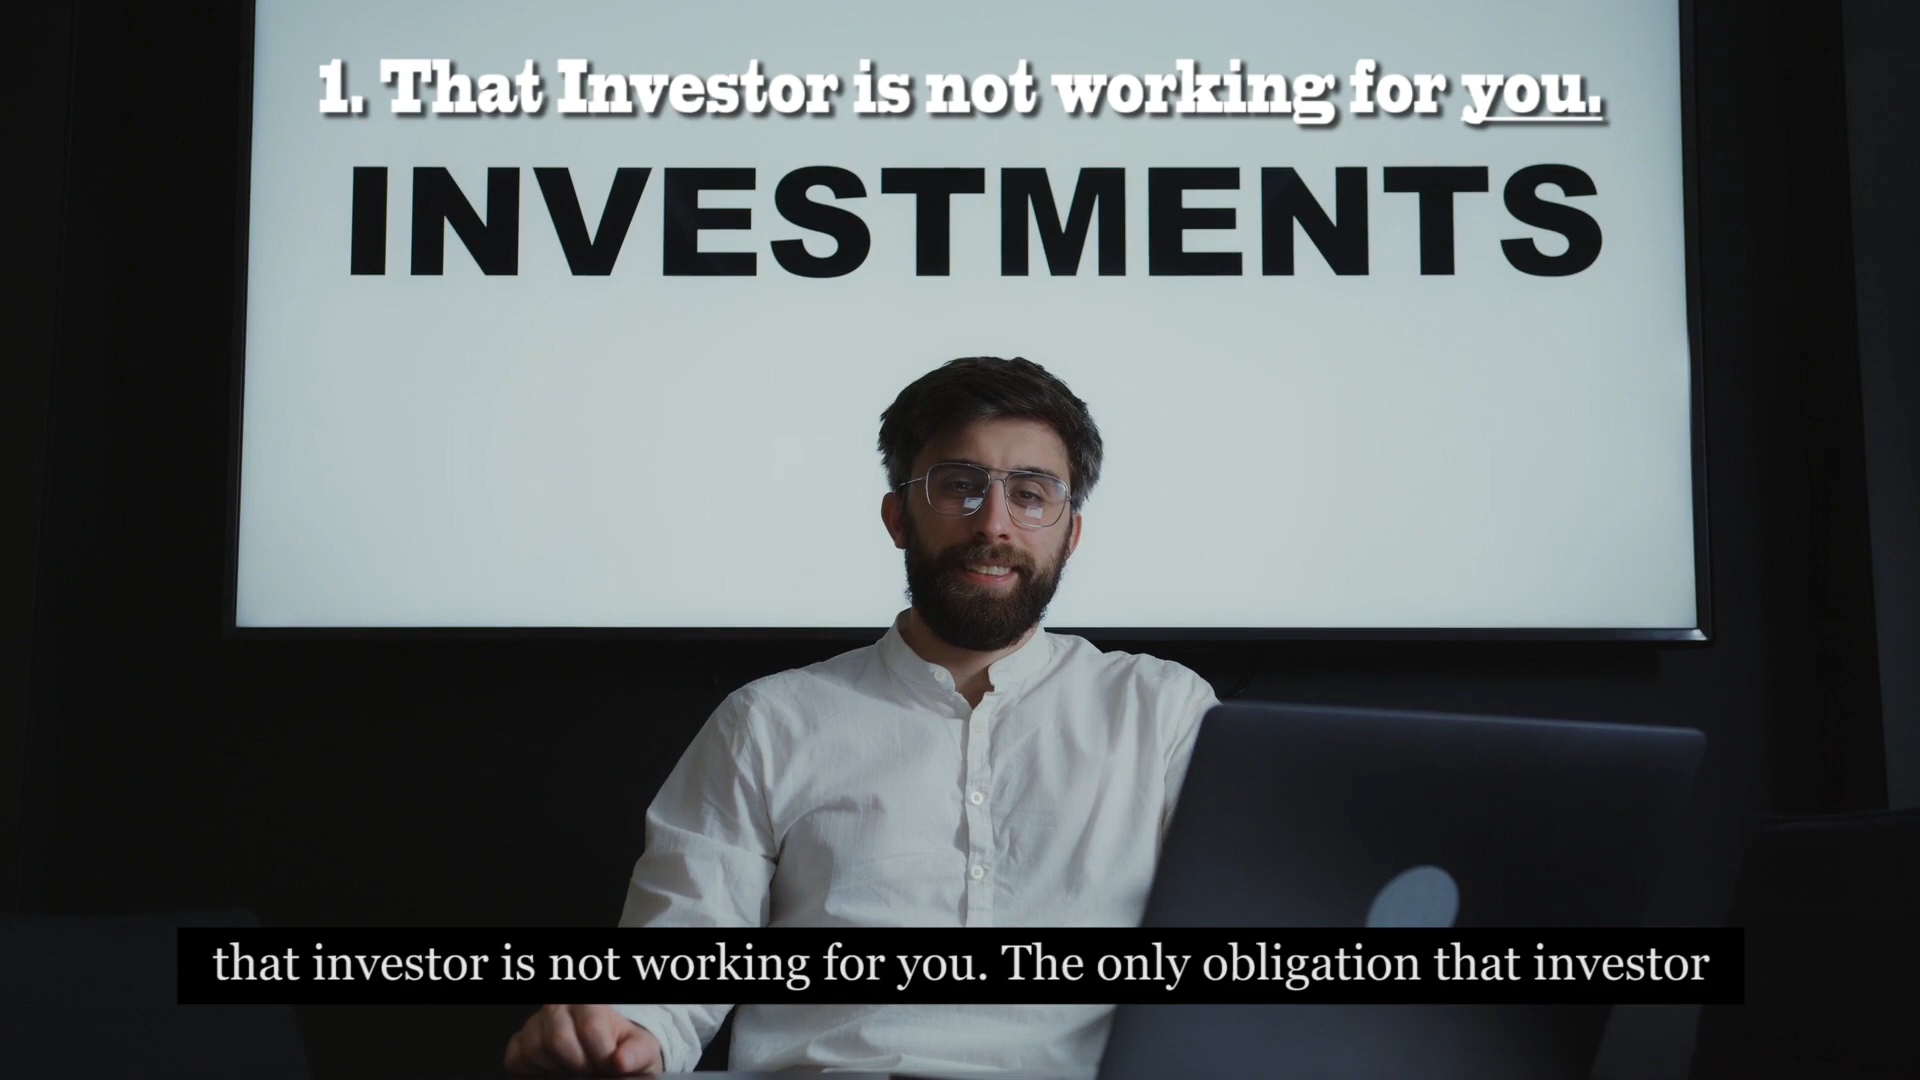 1. That Investor is not working for you.
INVESTMENTS
that investor is not working for you. The only obligation that investor